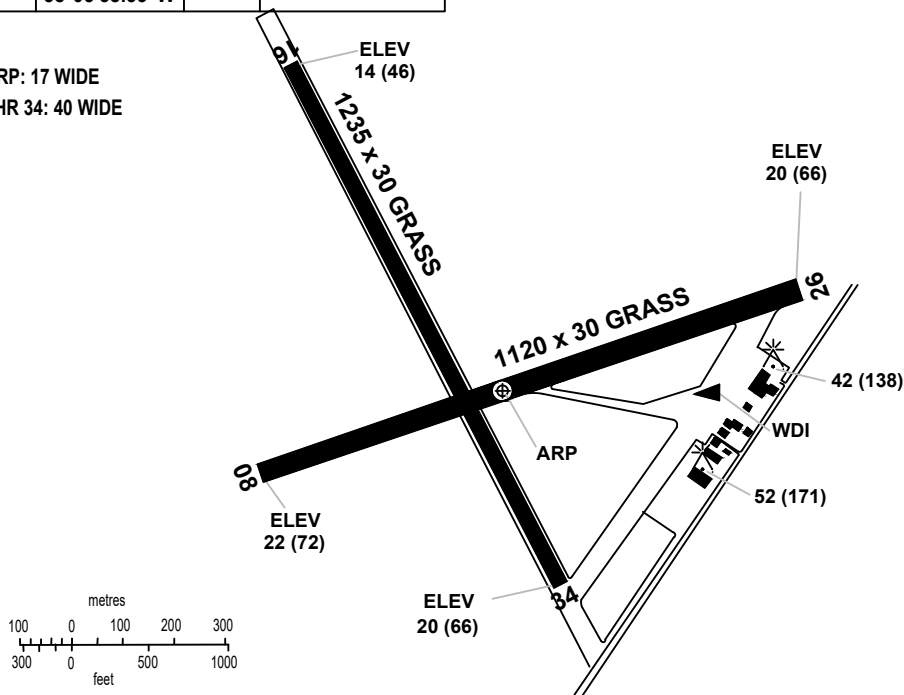 RP: 17 WIDE
HR 34: 40 WIDE
16
ELEV
14 (46)
1235 x 30 GRASS
ELEV
20 (66)
26
1120 x 30 GRASS
42 (138)
WDI
ARP
08
52 (171)
ELEV
22 (72)
34
ELEV
20 (66)
metres
100 0 100 200 300
300 0 500 1000
feet